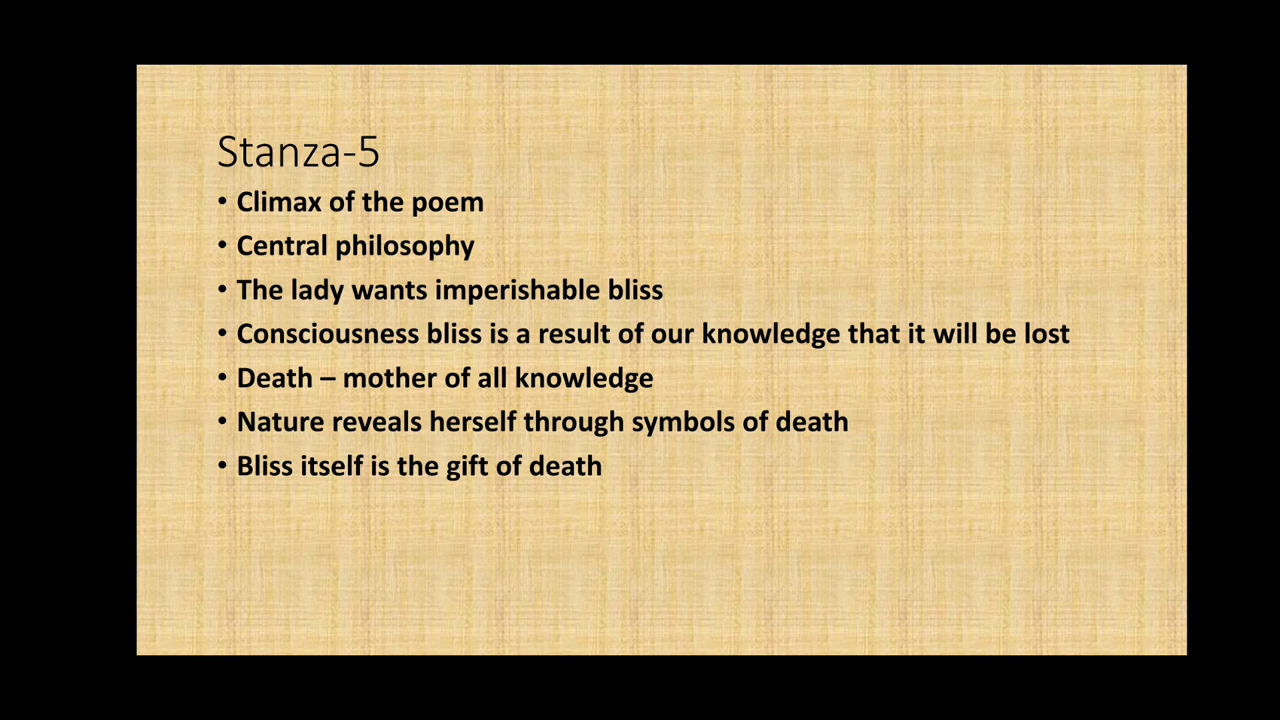 Stanza-5
• Climax of the poem
• Central philosophy
• The lady wants imperishable bliss
• Consciousness bliss is a result of our knowledge that it will be lost
• Death – mother of all knowledge
• Nature reveals herself through symbols of death
• Bliss itself is the gift of death